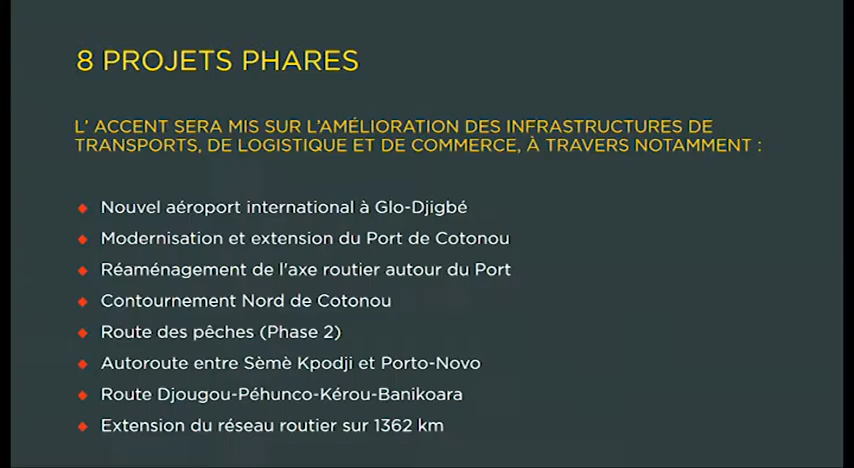 8 PROJETS PHARES
L' ACCENT SERA MIS SUR L'AMÉLIORATION DES INFRASTRUCTURES DE
TRANSPORTS, DE LOGISTIQUE ET DE COMMERCE, À TRAVERS NOTAMMENT :
Nouvel aéroport international à Glo-Djigbé
Modernisation et extension du Port de Cotonou
Réaménagement de l'axe routier autour du Port
Contournement Nord de Cotonou
Route des pêches (Phase 2)
Autoroute entre Sèmè Kpodji et Porto-Novo
Route Djougou-Péhunco-Kérou-Banikoara
Extension du réseau routier sur 1362 km